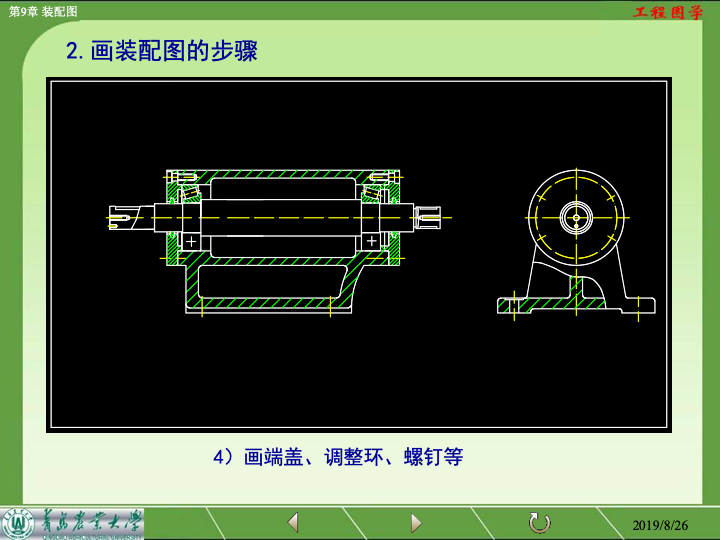 第9章 装配图
工程图学
2.画装配图的步骤
4）画端盖、调整环、螺钉等
青岛农业大学
2019/8/26